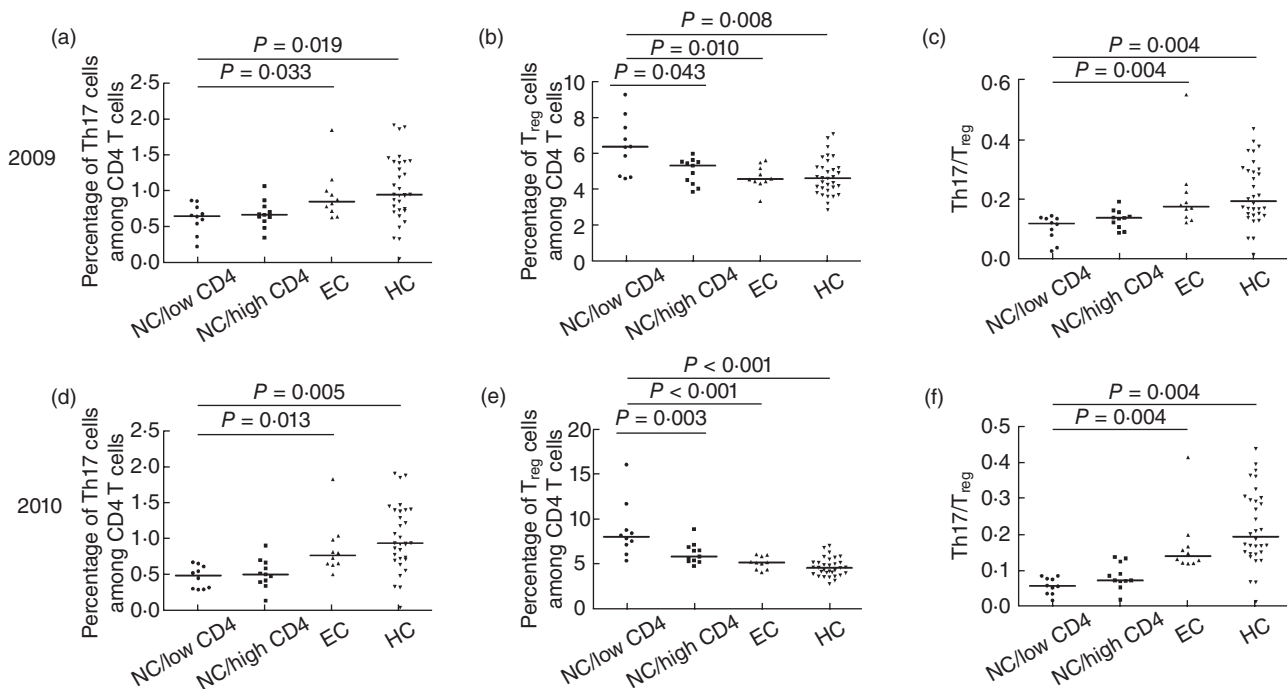 (a)
P = 0·019
P = 0·033
2·5
2·0
1·5
1·0
0·5
0·0
Percentage of Th17 cells
among CD4 T cells
NC/low CD4
NC/high CD4
EC
HC
(b)
P = 0·008
P = 0·010
P = 0·043
10
8
6
4
2
0
Percentage of Treg cells
among CD4 T cells
NC/low CD4
NC/high CD4
EC
HC
(c)
P = 0·004
P = 0·004
0·6
0·4
0·2
0·0
Th17/Treg
NC/low CD4
NC/high CD4
EC
HC
2009
(d)
P = 0·005
P = 0·013
2·5
2·0
1·5
1·0
0·5
0·0
Percentage of Th17 cells
among CD4 T cells
NC/low CD4
NC/high CD4
EC
HC
(e)
P < 0·001
P < 0·001
P = 0·003
20
15
10
5
0
Percentage of Treg cells
among CD4 T cells
NC/low CD4
NC/high CD4
EC
HC
(f)
P = 0·004
P = 0·004
0·5
0·4
0·3
0·2
0·1
0·0
Th17/Treg
NC/low CD4
NC/high CD4
EC
HC
2010